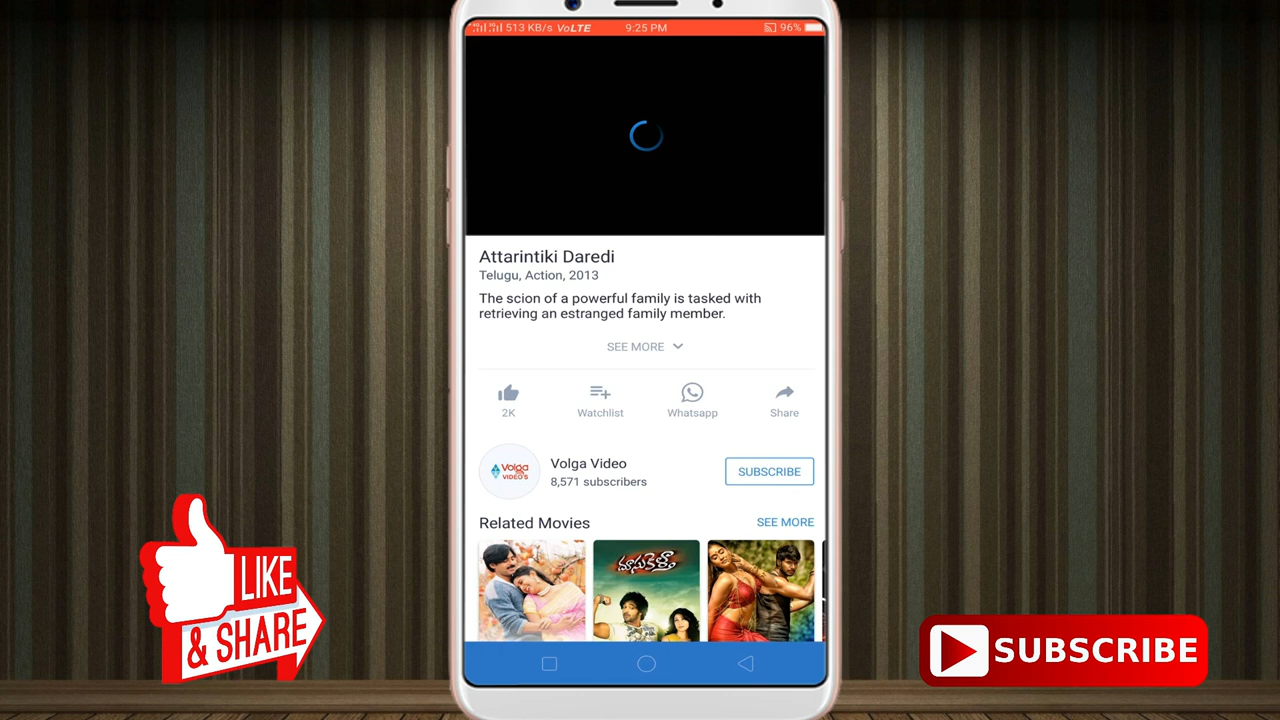 513 KB/s VoLTE
9:25 PM
96%
Attarintiki Daredi
Telugu, Action, 2013
The scion of a powerful family is tasked with
retrieving an estranged family member.
SEE MORE
2K
Watchlist
Whatsapp
Share
Volga
VIDEO'S
Volga Video
8,571 subscribers
SUBSCRIBE
Related Movies
SEE MORE
LIKE
& SHARE
SUBSCRIBE